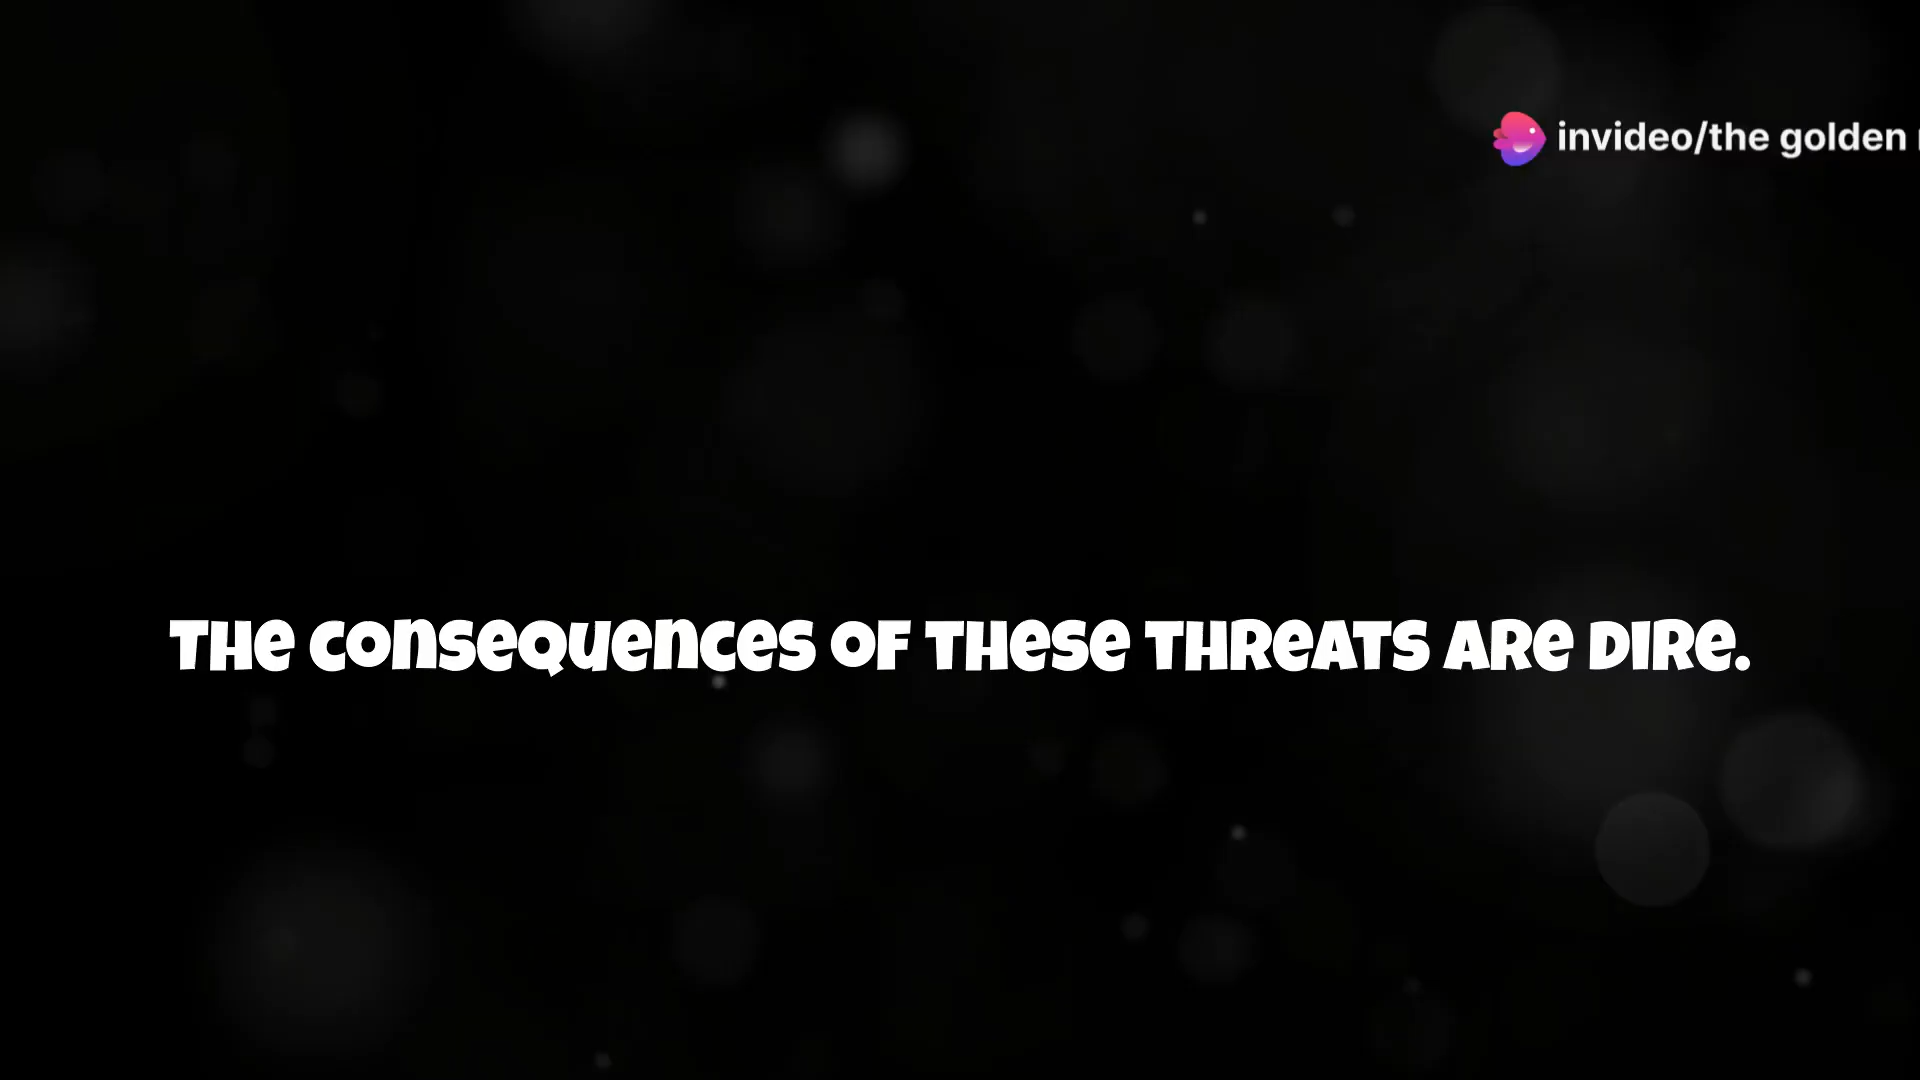 invideo/the golden
THE CONSEQUENCES OF THESE THREATS ARE DIRE.